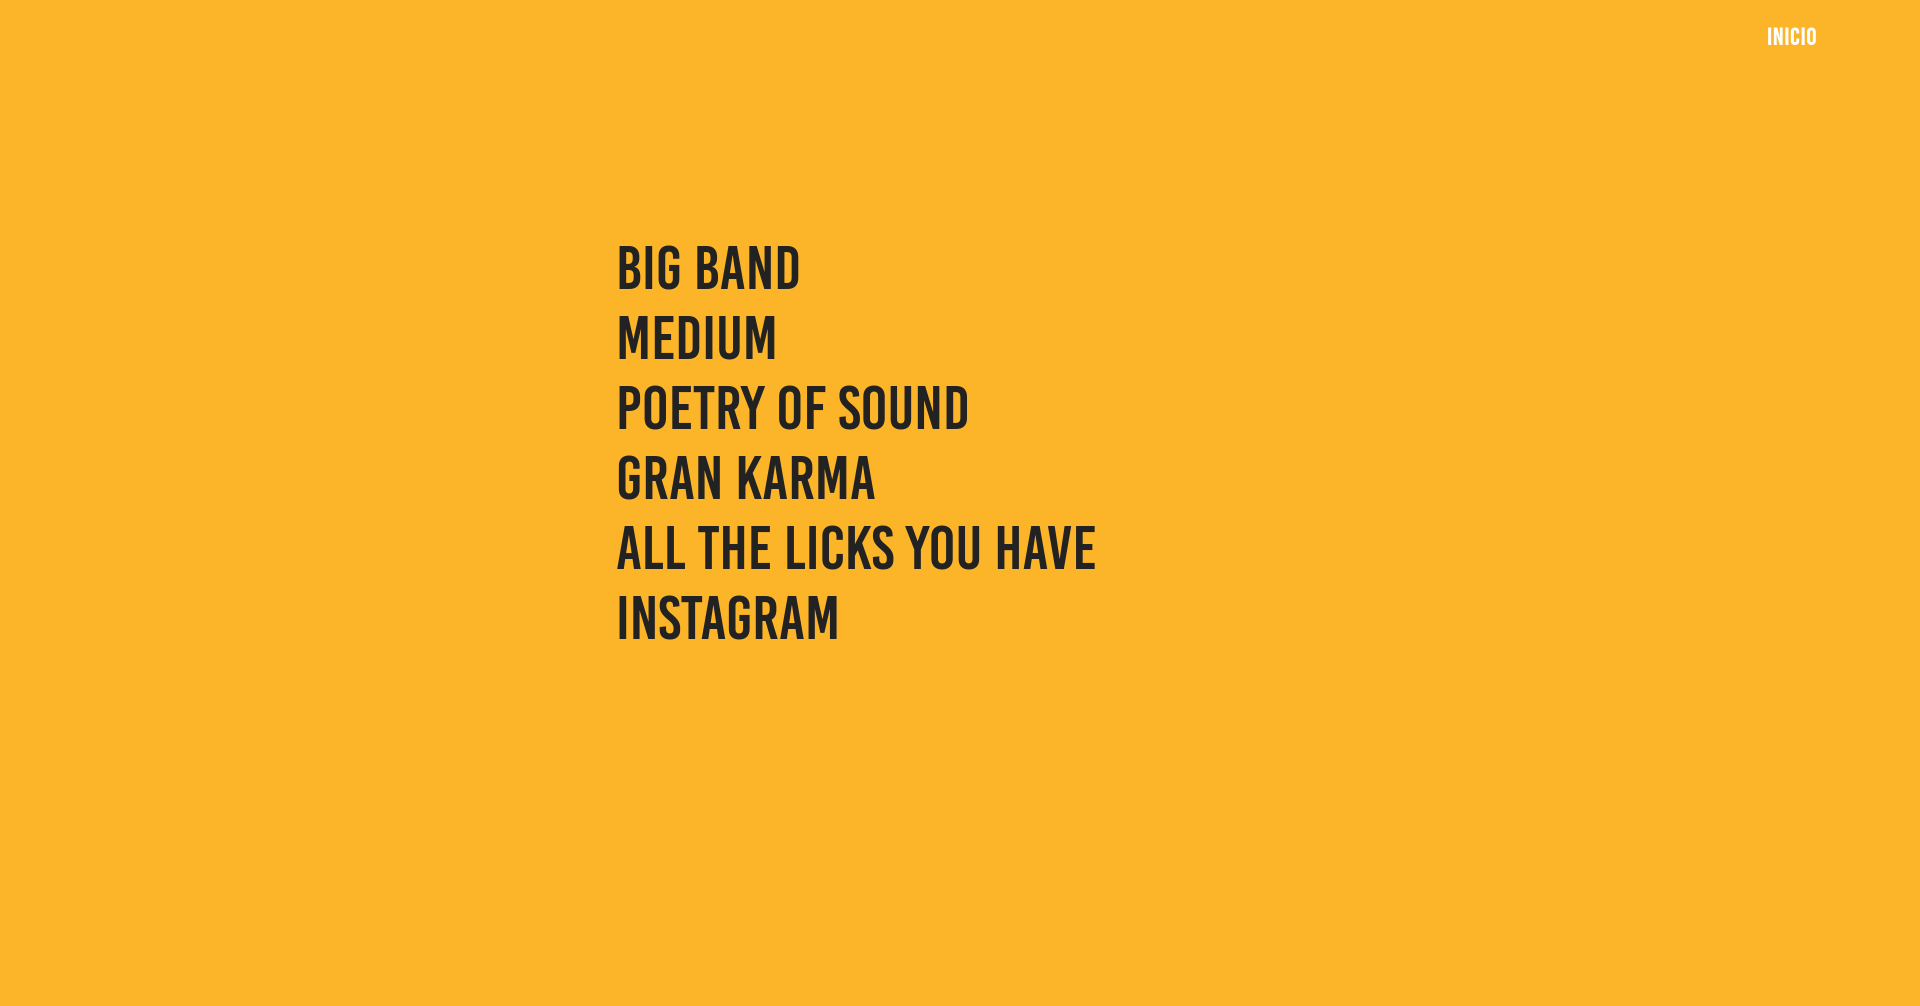 INICIO
BIG BAND
MEDIUM
POETRY OF SOUND
GRAN KARMA
ALL THE LICKS YOU HAVE
INSTAGRAM